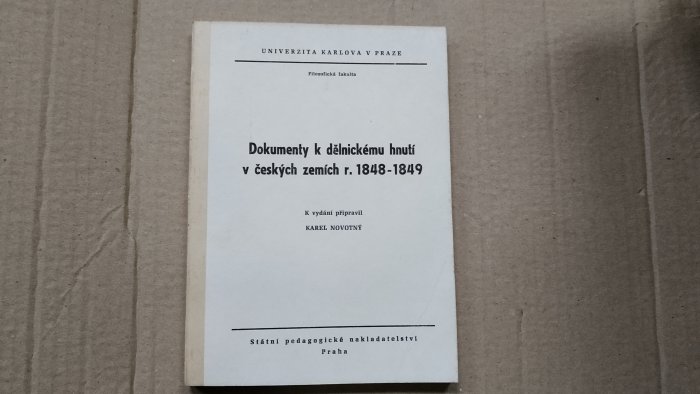 UNIVERZITA KARLOVA V PRAZE
Filozofická fakulta
Dokumenty k dělnickému hnutí
v českých zemích r. 1848-1849
K vydání připravil
KAREL NOVOTNÝ
Státní pedagogické nakladatelství
Praha